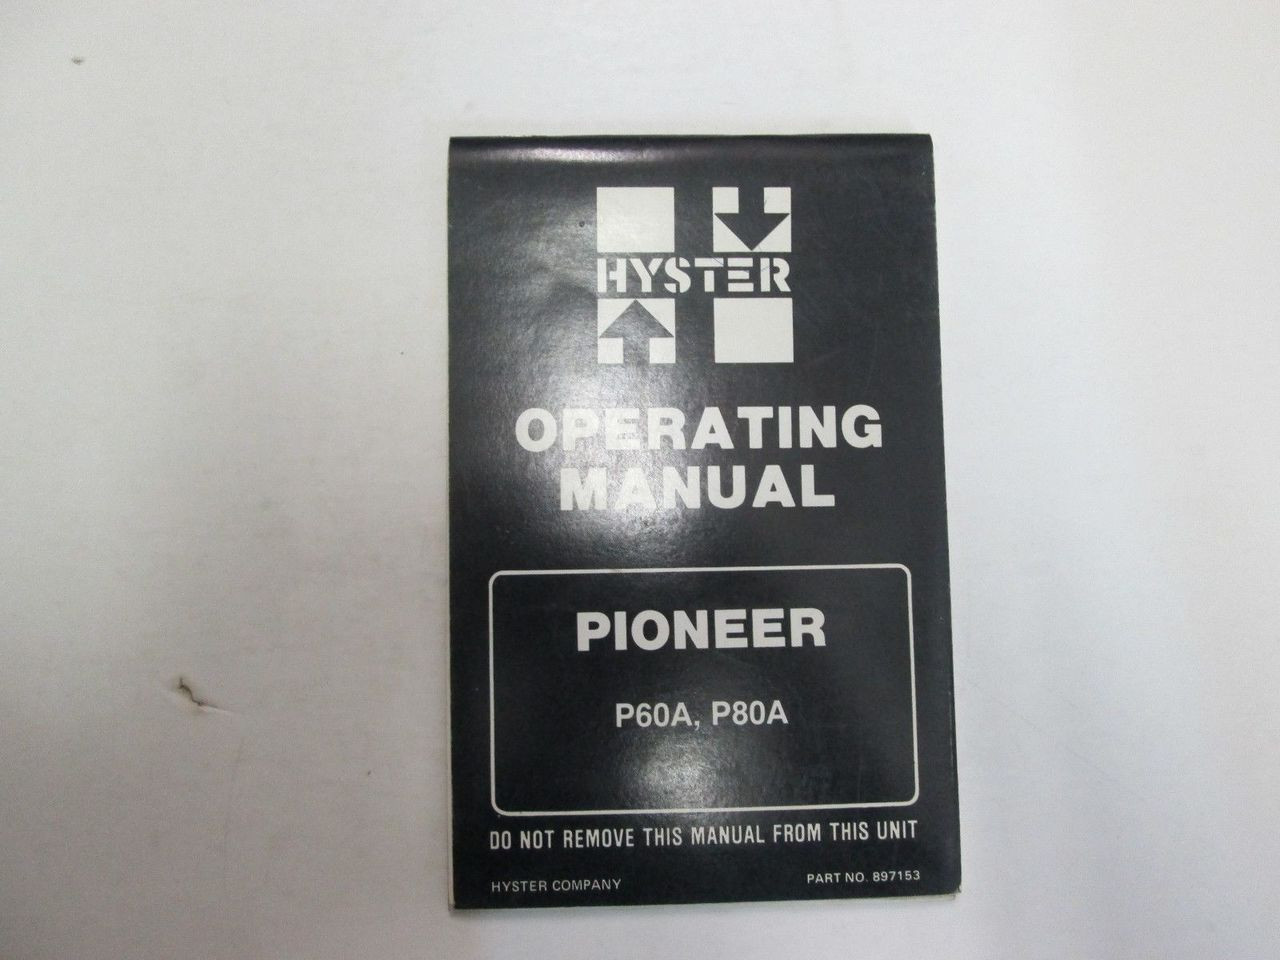 HYSTER
OPERATING
MANUAL
PIONEER
P60A, P80A
DO NOT REMOVE THIS MANUAL FROM THIS UNIT
HYSTER COMPANY
PART NO. 897153